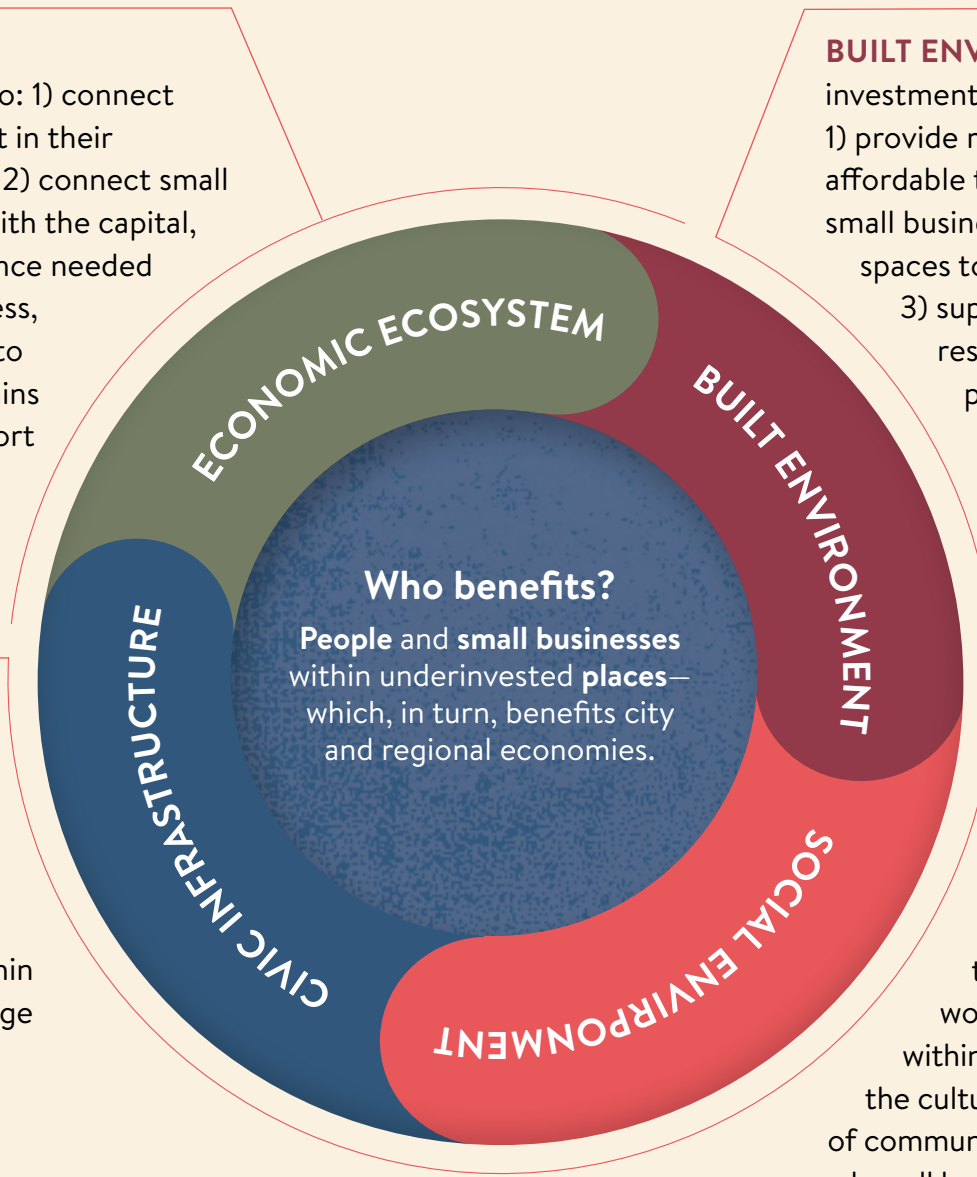 o: 1) connect
t in their
2) connect small
ith the capital,
nce needed
ess,
to
ins
ort
BUILT ENV
investment
1) provide
affordable t
small busin
spaces to
3) sup
res
p
ECONOMIC ECOSYSTEM
BUILT ENVIRONMENT
SOCIAL ENVIRPONMENT
CIVIC INFRASTRUCTURE
Who benefits?
People and small businesses
within underinvested places—
which, in turn, benefits city
and regional economies.
hin
ge
t
wo
within
the cultu
of commun